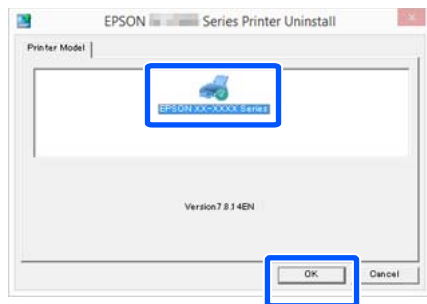 EPSON Series Printer Uninstall
Printer Model
EPSON XX-XXXX Series
Version7.8.14EN
OK
Cancel